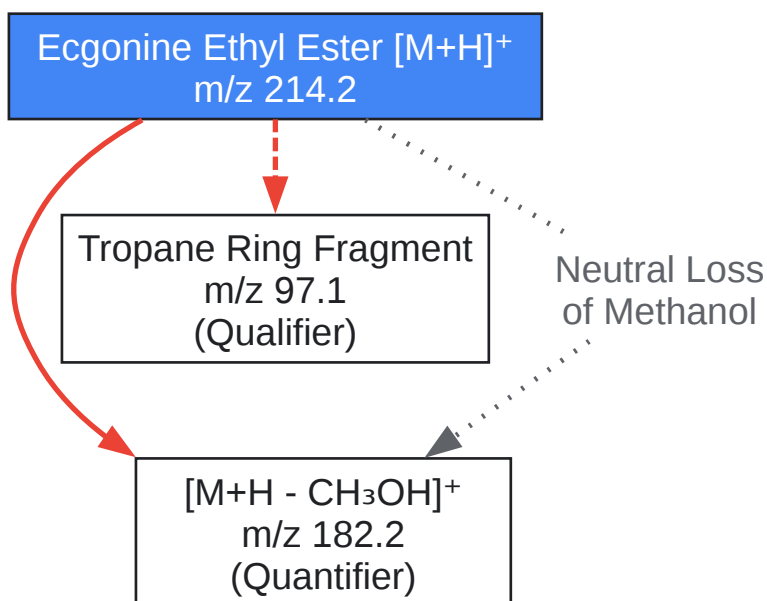 Ecgonine Ethyl Ester [M+H]⁺
m/z 214.2
Tropane Ring Fragment
m/z 97.1
(Qualifier)
Neutral Loss
of Methanol
[M+H - CH₃OH]⁺
m/z 182.2
(Quantifier)